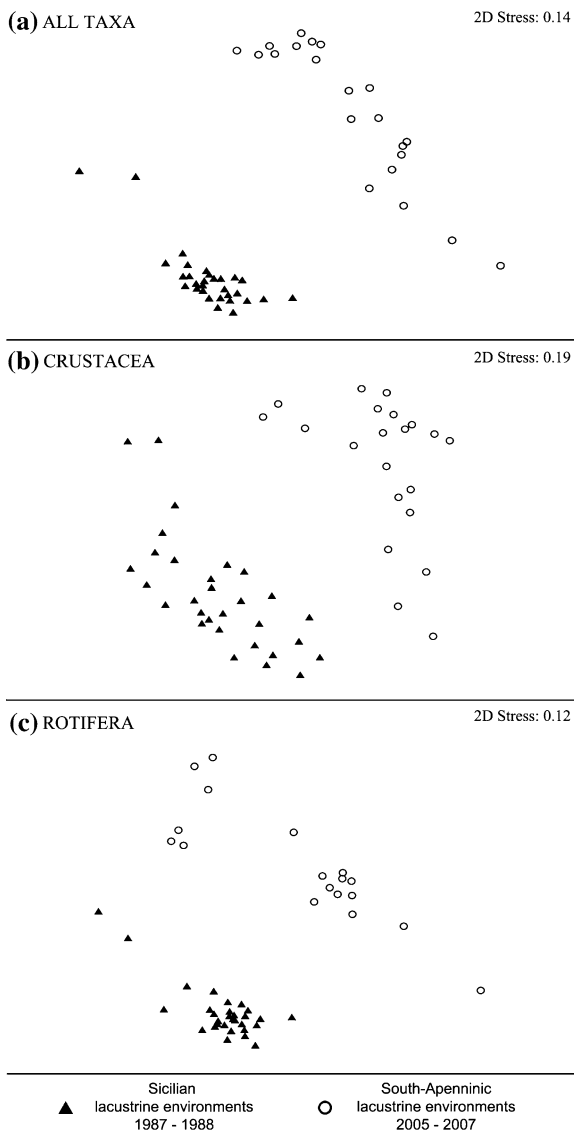 (a) ALL TAXA 2D Stress: 0.14
(b) CRUSTACEA 2D Stress: 0.19
(c) ROTIFERA 2D Stress: 0.12
Sicilian
lacustrine environments
1987 - 1988
South-Apenninic
lacustrine environments
2005 - 2007